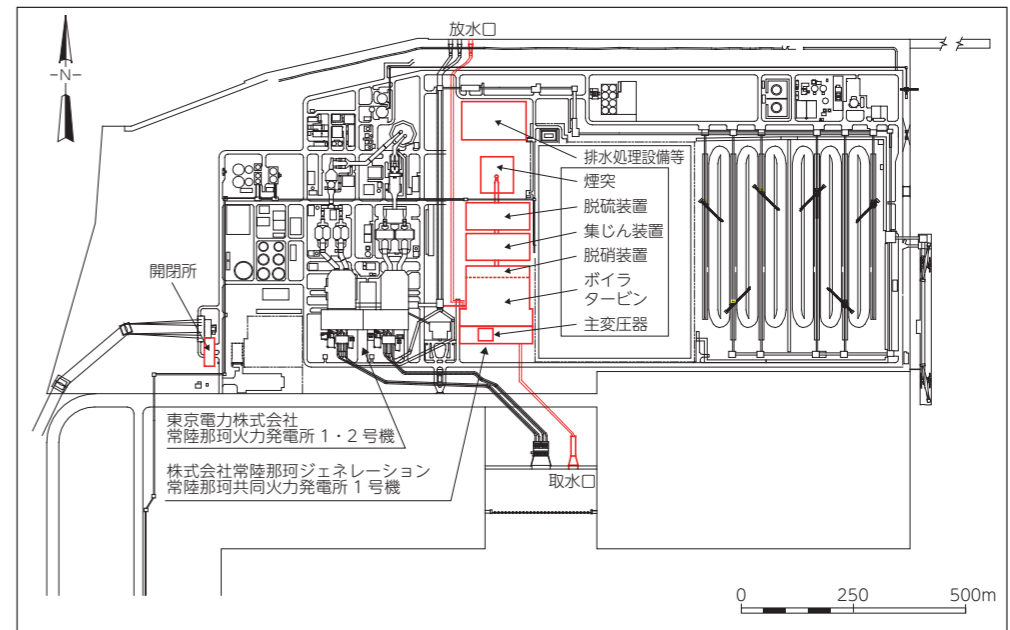 放水口
-N-
排水処理設備等
煙突
脱硫装置
集じん装置
脱硝装置
ボイラ
タービン
主変圧器
開閉所
東京電力株式会社
常陸那珂火力発電所 1・2 号機
株式会社常陸那珂ジェネレーション
常陸那珂共同火力発電所 1 号機
取水口
0 250 500m